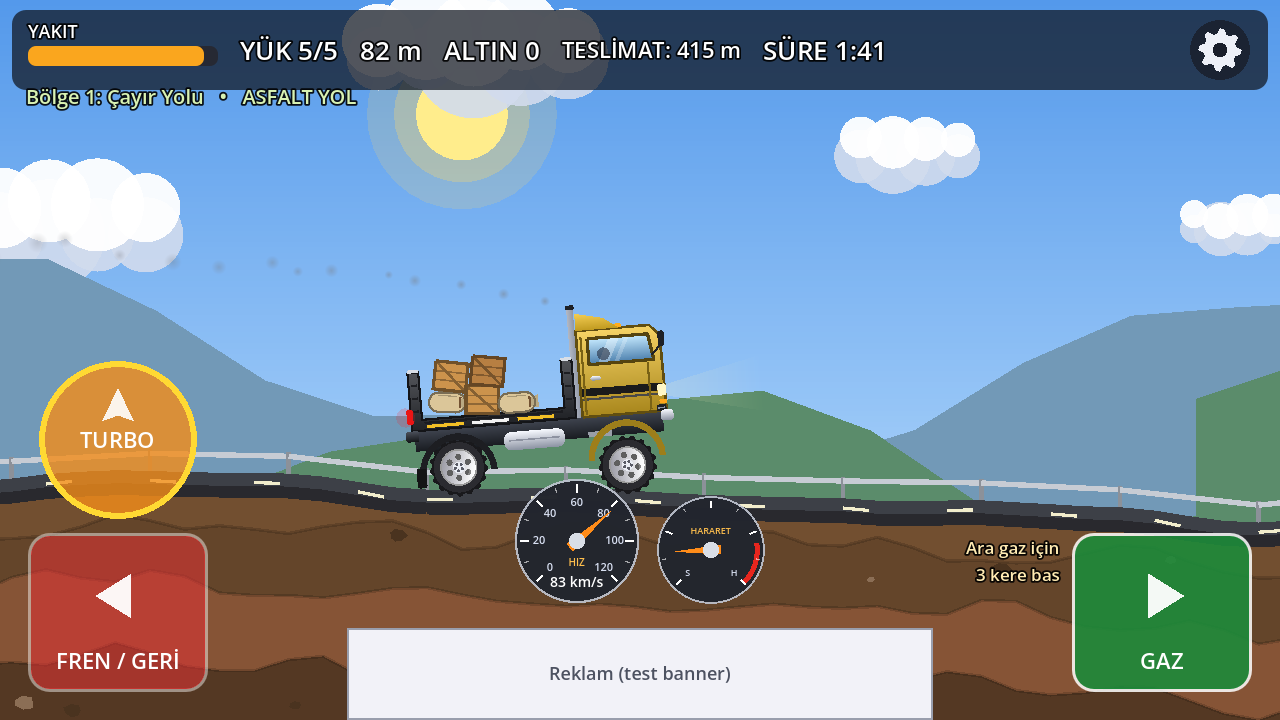 YAKIT
YÜK 5/5 82 m ALTIN 0 TESLİMAT: 415 m SÜRE 1:41
Bölge 1: Çayır Yolu • ASFALT YOL
TURBO
FREN / GERİ
0 20 40 60 80 100 120
HIZ
83 km/s
HARARET
S H
Ara gaz için
3 kere bas
GAZ
Reklam (test banner)